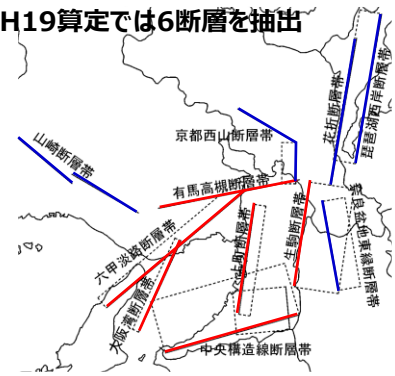 H19算定では6断層を抽出
花折断層帯
琵琶湖西岸断層帯
京都西山断層帯
山崎断層帯
有馬高槻断層帯
奈良盆地東縁断層帯
上町断層帯
生駒断層帯
六甲淡路断層帯
大阪湾断層帯
中央構造線断層帯